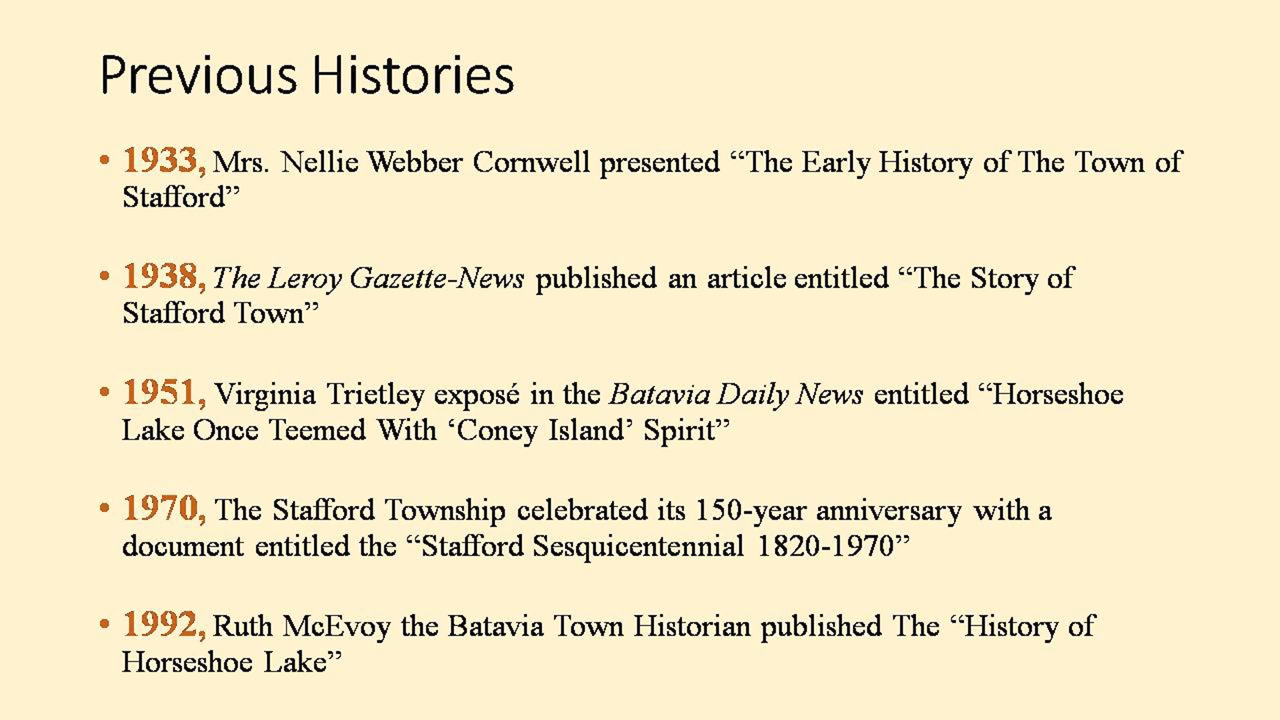 Previous Histories
• 1933, Mrs. Nellie Webber Cornwell presented “The Early History of The Town of
Stafford”
• 1938, The Leroy Gazette-News published an article entitled “The Story of
Stafford Town”
• 1951, Virginia Trietley exposé in the Batavia Daily News entitled “Horseshoe
Lake Once Teemed With ‘Coney Island’ Spirit”
• 1970, The Stafford Township celebrated its 150-year anniversary with a
document entitled the “Stafford Sesquicentennial 1820-1970”
• 1992, Ruth McEvoy the Batavia Town Historian published The “History of
Horseshoe Lake”